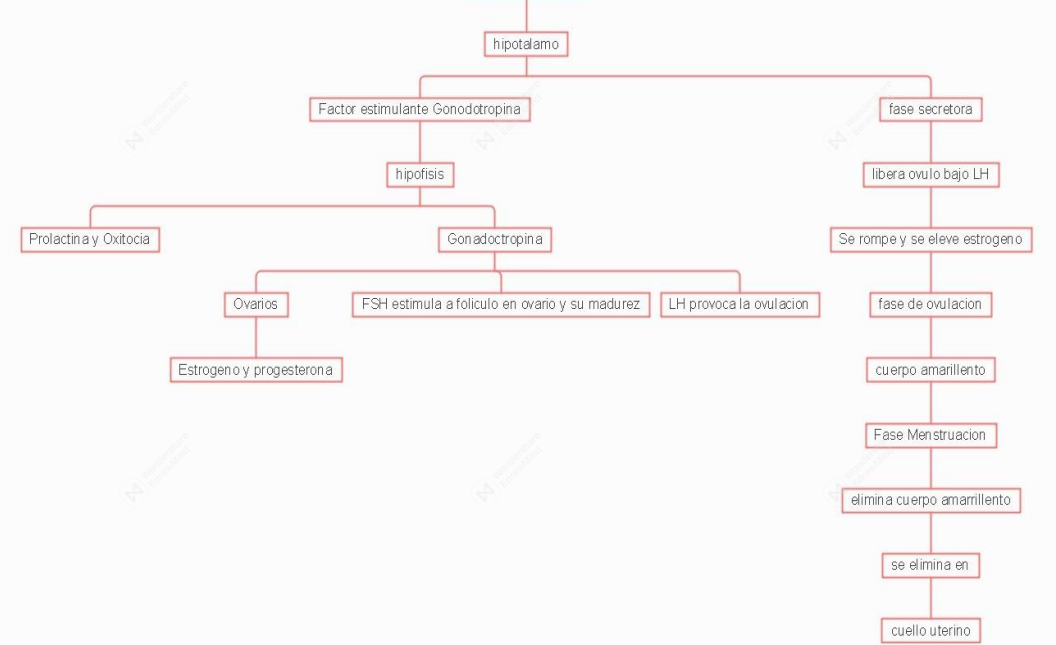 hipotalamo
Factor estimulante Gonodotropina
fase secretora
hipofisis
libera ovulo bajo LH
Prolactina y Oxitocia
Gonadoctropina
Se rompe y se eleve estrogeno
Ovarios
FSH estimula a foliculo en ovario y su madurez
LH provoca la ovulacion
fase de ovulacion
Estrogeno y progesterona
cuerpo amarillento
Fase Menstruacion
elimina cuerpo amarrillento
se elimina en
cuello uterino